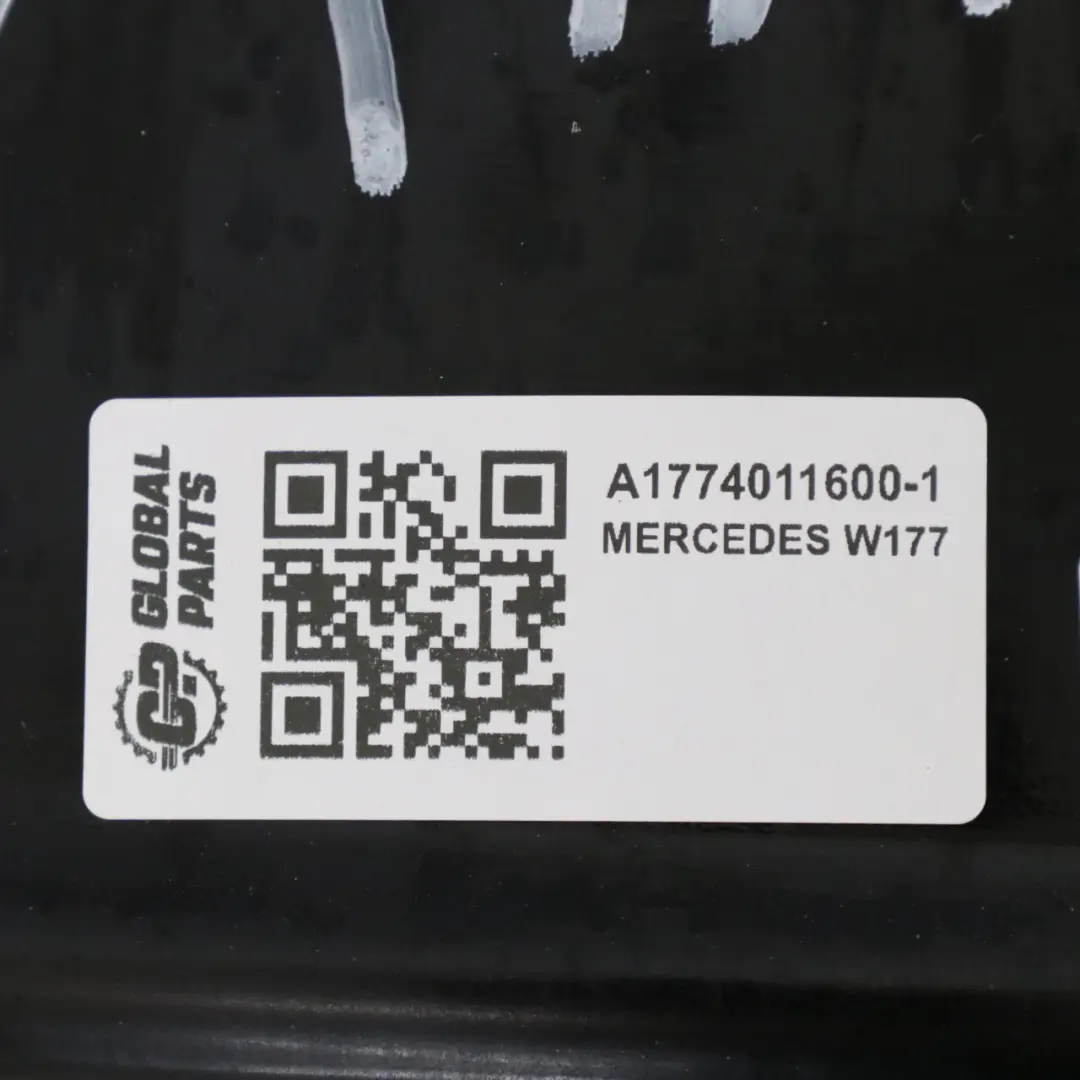 GLOBAL
PARTS
A1774011600-1
MERCEDES W177